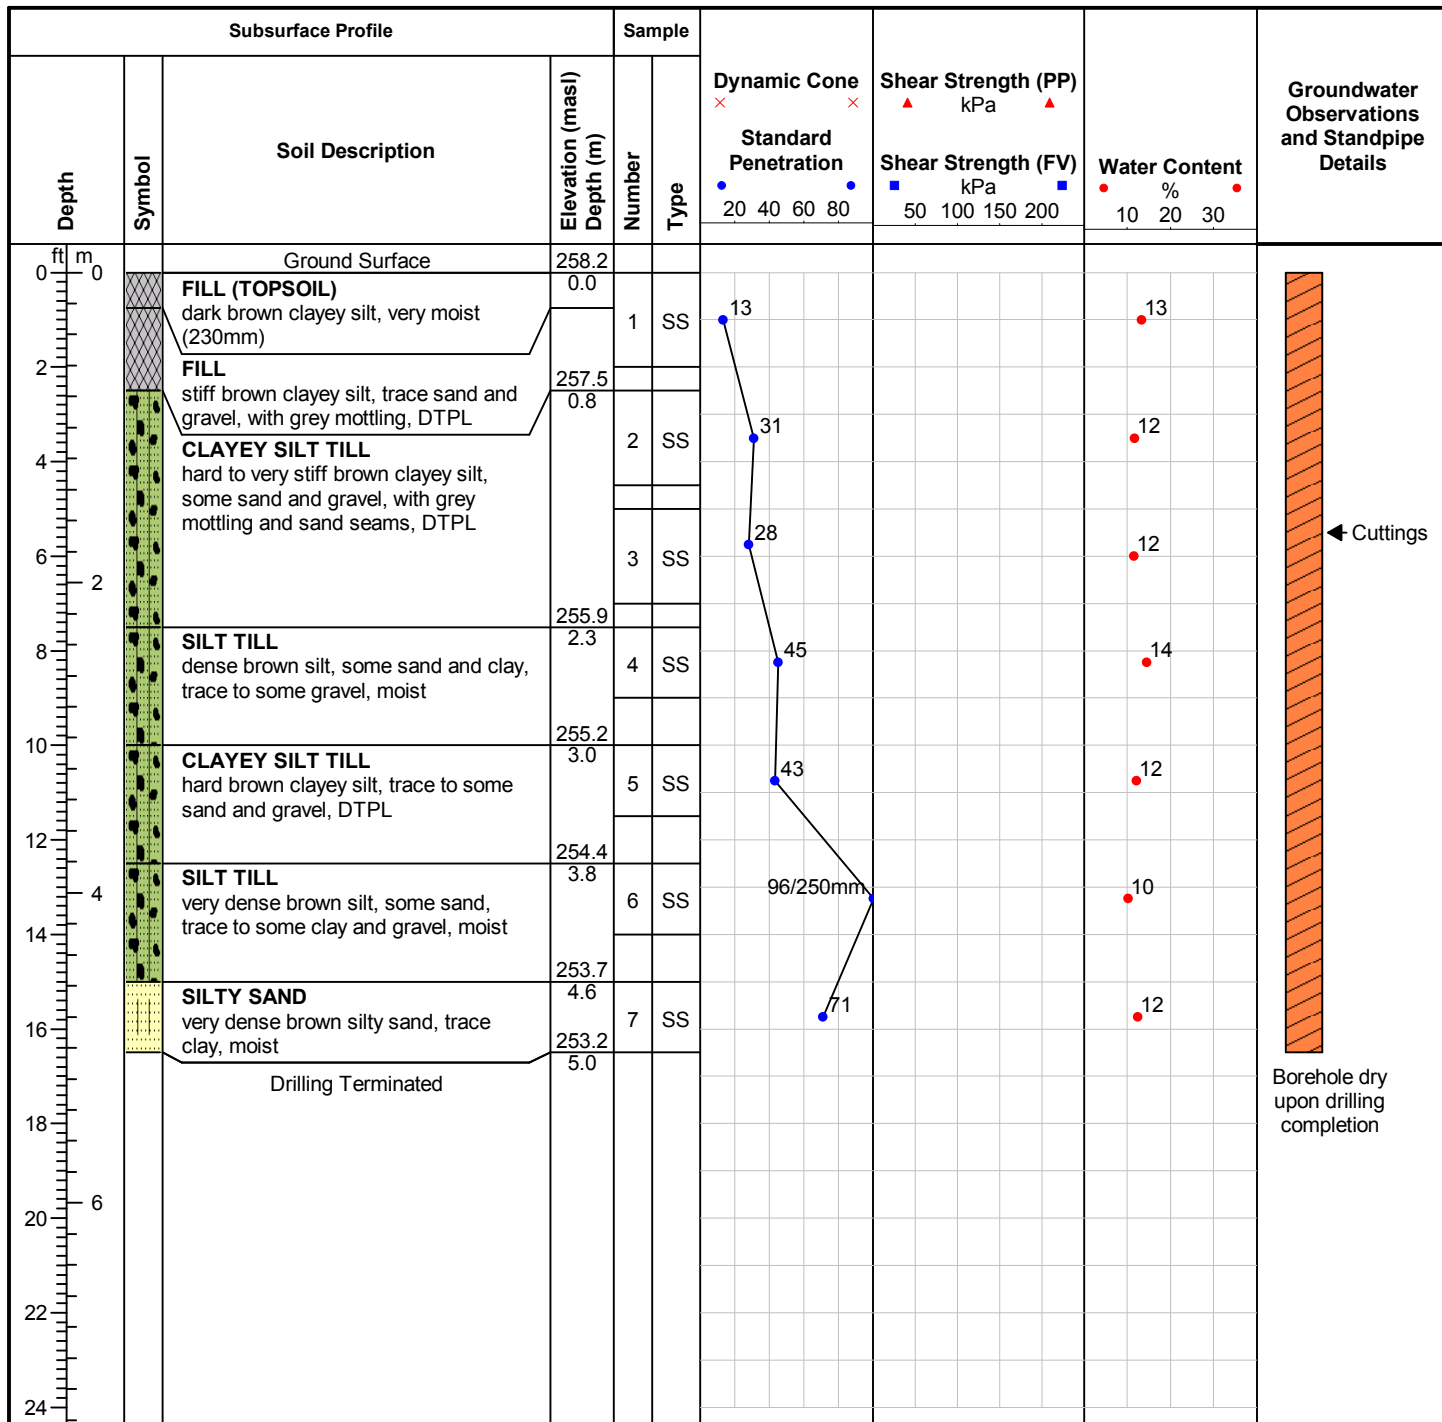 Subsurface Profile
Sample
Depth
Symbol
Soil Description
Elevation (masl)
Depth (m)
Number
Type
Dynamic Cone
Standard
Penetration
20 40 60 80
Shear Strength (PP)
kPa
Shear Strength (FV)
kPa
50 100 150 200
Water Content
%
10 20 30
Groundwater
Observations
and Standpipe
Details
ft m
Ground Surface
258.2
0 0
0.0
FILL (TOPSOIL)
dark brown clayey silt, very moist
(230mm)
1 SS
13
13
2
FILL
stiff brown clayey silt, trace sand and
gravel, with grey mottling, DTPL
257.5
0.8
2 SS
31
12
4
CLAYEY SILT TILL
hard to very stiff brown clayey silt,
some sand and gravel, with grey
mottling and sand seams, DTPL
Cuttings
3 SS
28
12
6
2
255.9
2.3
SILT TILL
dense brown silt, some sand and clay,
trace to some gravel, moist
4 SS
45
14
8
255.2
10
3.0
CLAYEY SILT TILL
hard brown clayey silt, trace to some
sand and gravel, DTPL
5 SS
43
12
12
254.4
3.8
SILT TILL
very dense brown silt, some sand,
trace to some clay and gravel, moist
4
6 SS
96/250mm
10
14
253.7
4.6
SILTY SAND
very dense brown silty sand, trace
clay, moist
7 SS
71
12
16
253.2
5.0
Drilling Terminated
Borehole dry
upon drilling
completion
18
6
20
22
24